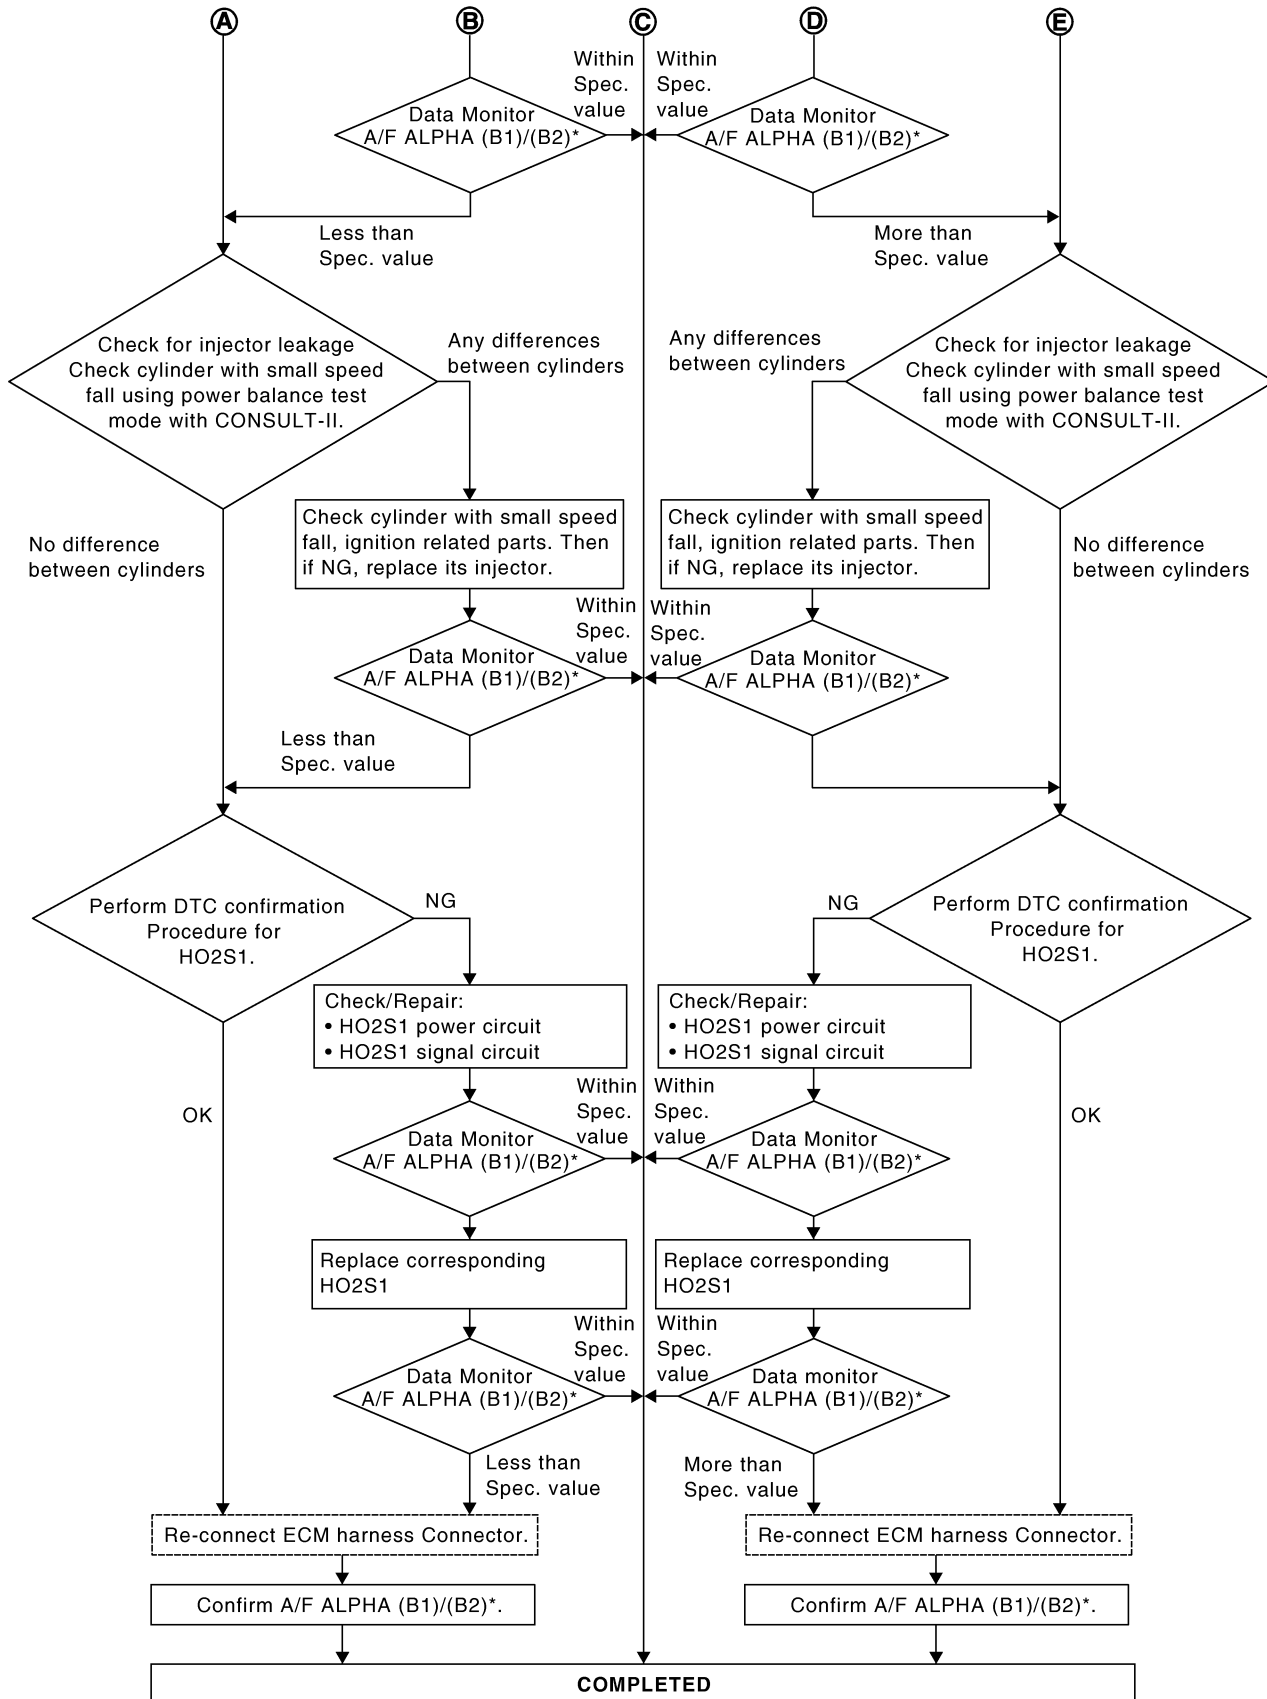 A
B
C
D
E
Within
Spec.
value
Within
Spec.
value
Data Monitor
A/F ALPHA (B1)/(B2)*
Data Monitor
A/F ALPHA (B1)/(B2)*
Less than
Spec. value
More than
Spec. value
Check for injector leakage
Check cylinder with small speed
fall using power balance test
mode with CONSULT-II.
Any differences
between cylinders
Any differences
between cylinders
Check for injector leakage
Check cylinder with small speed
fall using power balance test
mode with CONSULT-II.
No difference
between cylinders
Check cylinder with small speed
fall, ignition related parts. Then
if NG, replace its injector.
Check cylinder with small speed
fall, ignition related parts. Then
if NG, replace its injector.
No difference
between cylinders
Within
Spec.
value
Within
Spec.
value
Data Monitor
A/F ALPHA (B1)/(B2)*
Data Monitor
A/F ALPHA (B1)/(B2)*
Less than
Spec. value
Perform DTC confirmation
Procedure for
HO2S1.
NG
NG
Perform DTC confirmation
Procedure for
HO2S1.
Check/Repair:
• HO2S1 power circuit
• HO2S1 signal circuit
Check/Repair:
• HO2S1 power circuit
• HO2S1 signal circuit
OK
Within
Spec.
value
Within
Spec.
value
OK
Data Monitor
A/F ALPHA (B1)/(B2)*
Data Monitor
A/F ALPHA (B1)/(B2)*
Replace corresponding
HO2S1
Replace corresponding
HO2S1
Within
Spec.
value
Within
Spec.
value
Data Monitor
A/F ALPHA (B1)/(B2)*
Data monitor
A/F ALPHA (B1)/(B2)*
Less than
Spec. value
More than
Spec. value
Re-connect ECM harness Connector.
Re-connect ECM harness Connector.
Confirm A/F ALPHA (B1)/(B2)*.
Confirm A/F ALPHA (B1)/(B2)*.
COMPLETED